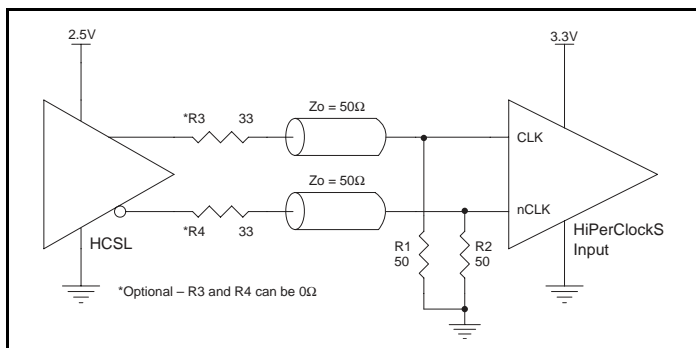 2.5V
3.3V
*R3 33
Zo = 50Ω
CLK
Zo = 50Ω
nCLK
HCSL
*R4 33
R1
50
R2
50
HiPerClockS
Input
*Optional – R3 and R4 can be 0Ω